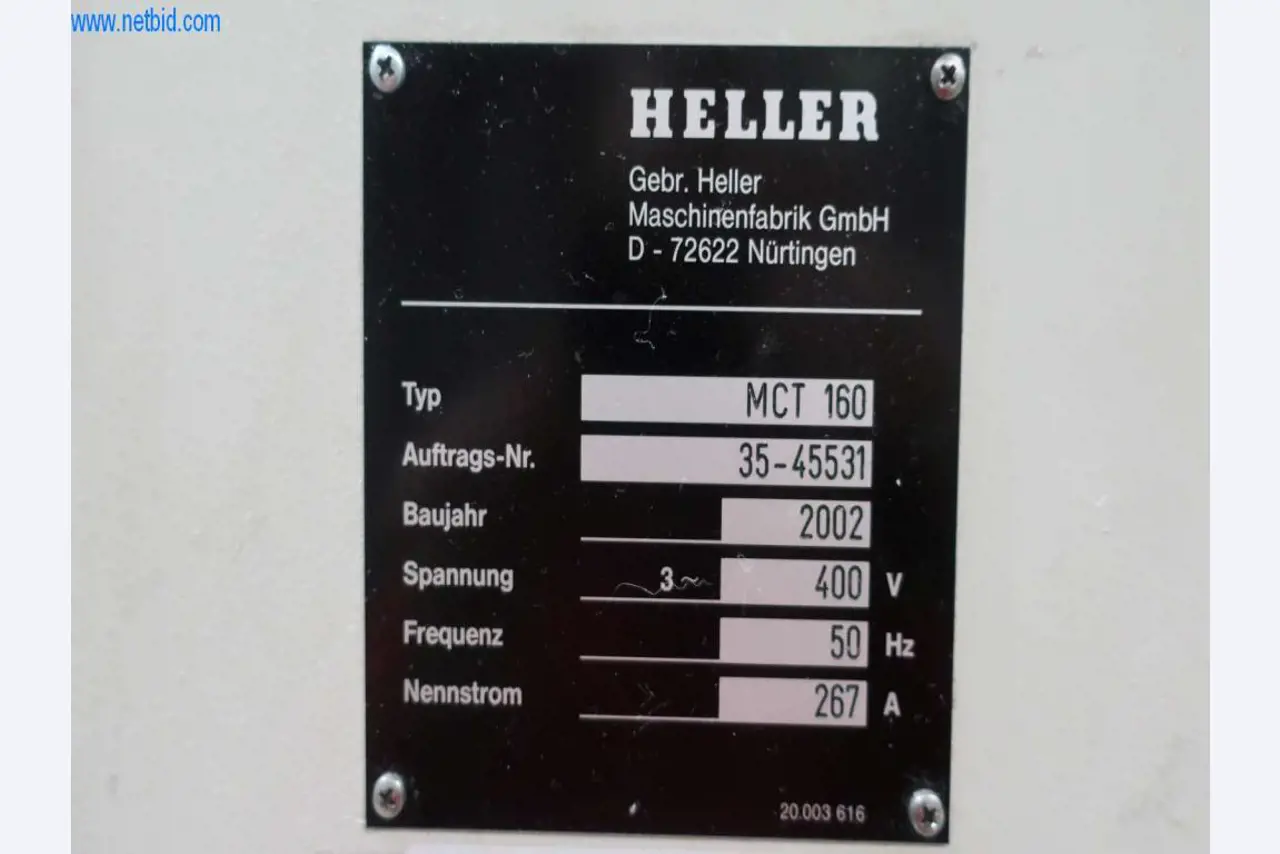 www.netbid.com
HELLER
Gebr. Heller
Maschinenfabrik GmbH
D - 72622 Nürtingen
Typ MCT 160
Auftrags-Nr. 35-45531
Baujahr 2002
Spannung 3~ 400 V
Frequenz 50 Hz
Nennstrom 267 A
20.003 616